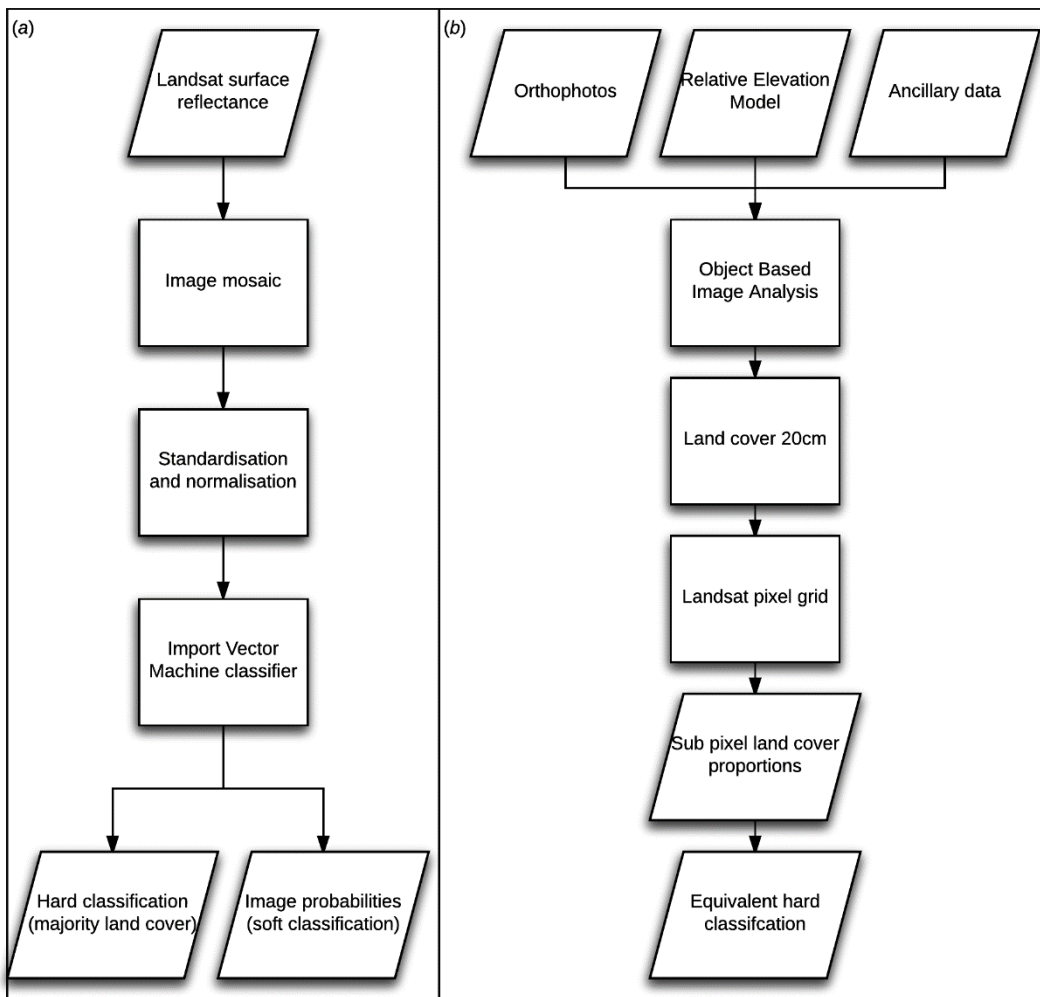 (a)
Landsat surface
reflectance
Image mosaic
Standardisation
and normalisation
Import Vector
Machine classifier
Hard classification
(majority land cover)
Image probabilities
(soft classification)
(b)
Orthophotos
Relative Elevation
Model
Ancillary data
Object Based
Image Analysis
Land cover 20cm
Landsat pixel grid
Sub pixel land cover
proportions
Equivalent hard
classifcation